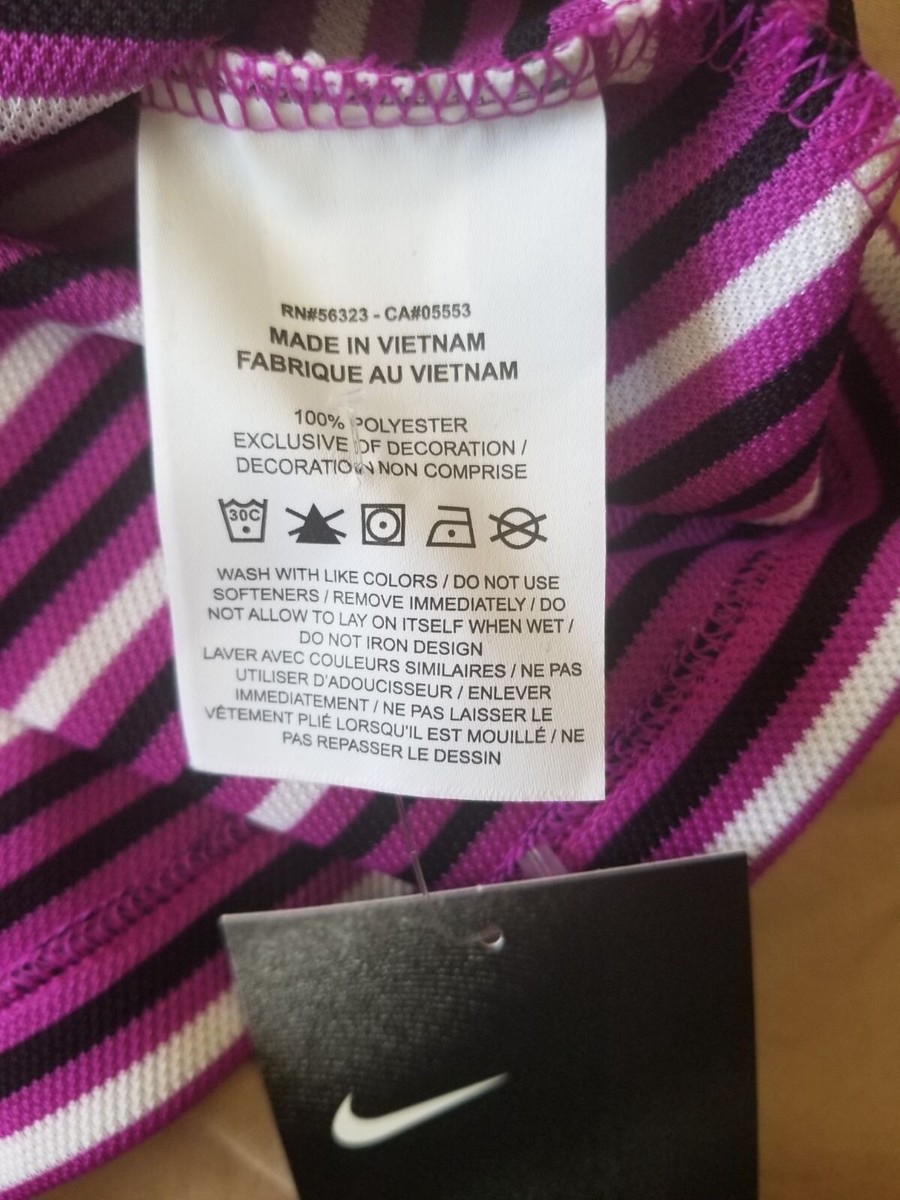 RN#56323 - CA#05553
MADE IN VIETNAM
FABRIQUE AU VIETNAM
100% POLYESTER
EXCLUSIVE OF DECORATION /
DECORATION NON COMPRISE
30C
WASH WITH LIKE COLORS / DO NOT USE
SOFTENERS / REMOVE IMMEDIATELY / DO
NOT ALLOW TO LAY ON ITSELF WHEN WET /
DO NOT IRON DESIGN
LAVER AVEC COULEURS SIMILAIRES / NE PAS
UTILISER D'ADOUCISSEUR / ENLEVER
IMMEDIATEMENT / NE PAS LAISSER LE
VÊTEMENT PLIÉ LORSQU'IL EST MOUILLÉ / NE
PAS REPASSER LE DESSIN